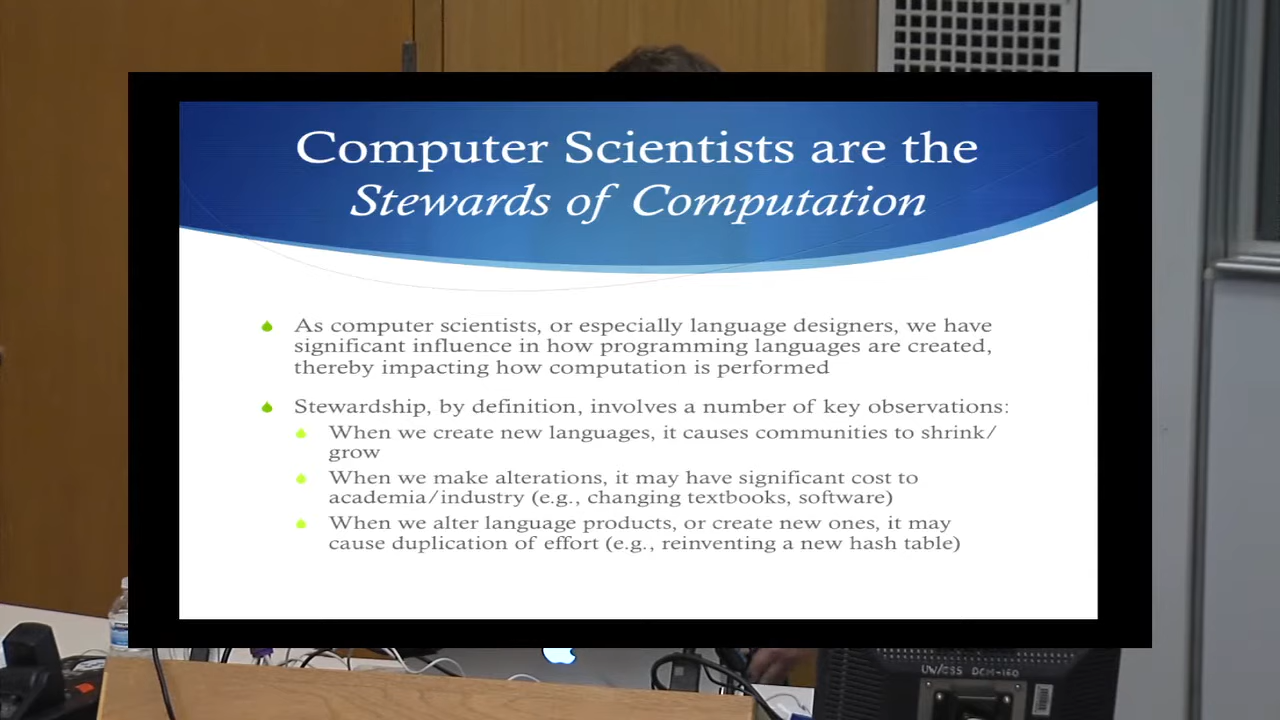 Computer Scientists are the
Stewards of Computation
As computer scientists, or especially language designers, we have
significant influence in how programming languages are created,
thereby impacting how computation is performed
Stewardship, by definition, involves a number of key observations:
When we create new languages, it causes communities to shrink/
grow
When we make alterations, it may have significant cost to
academia/industry (e.g., changing textbooks, software)
When we alter language products, or create new ones, it may
cause duplication of effort (e.g., reinventing a new hash table)
UW/CSS DCM-160